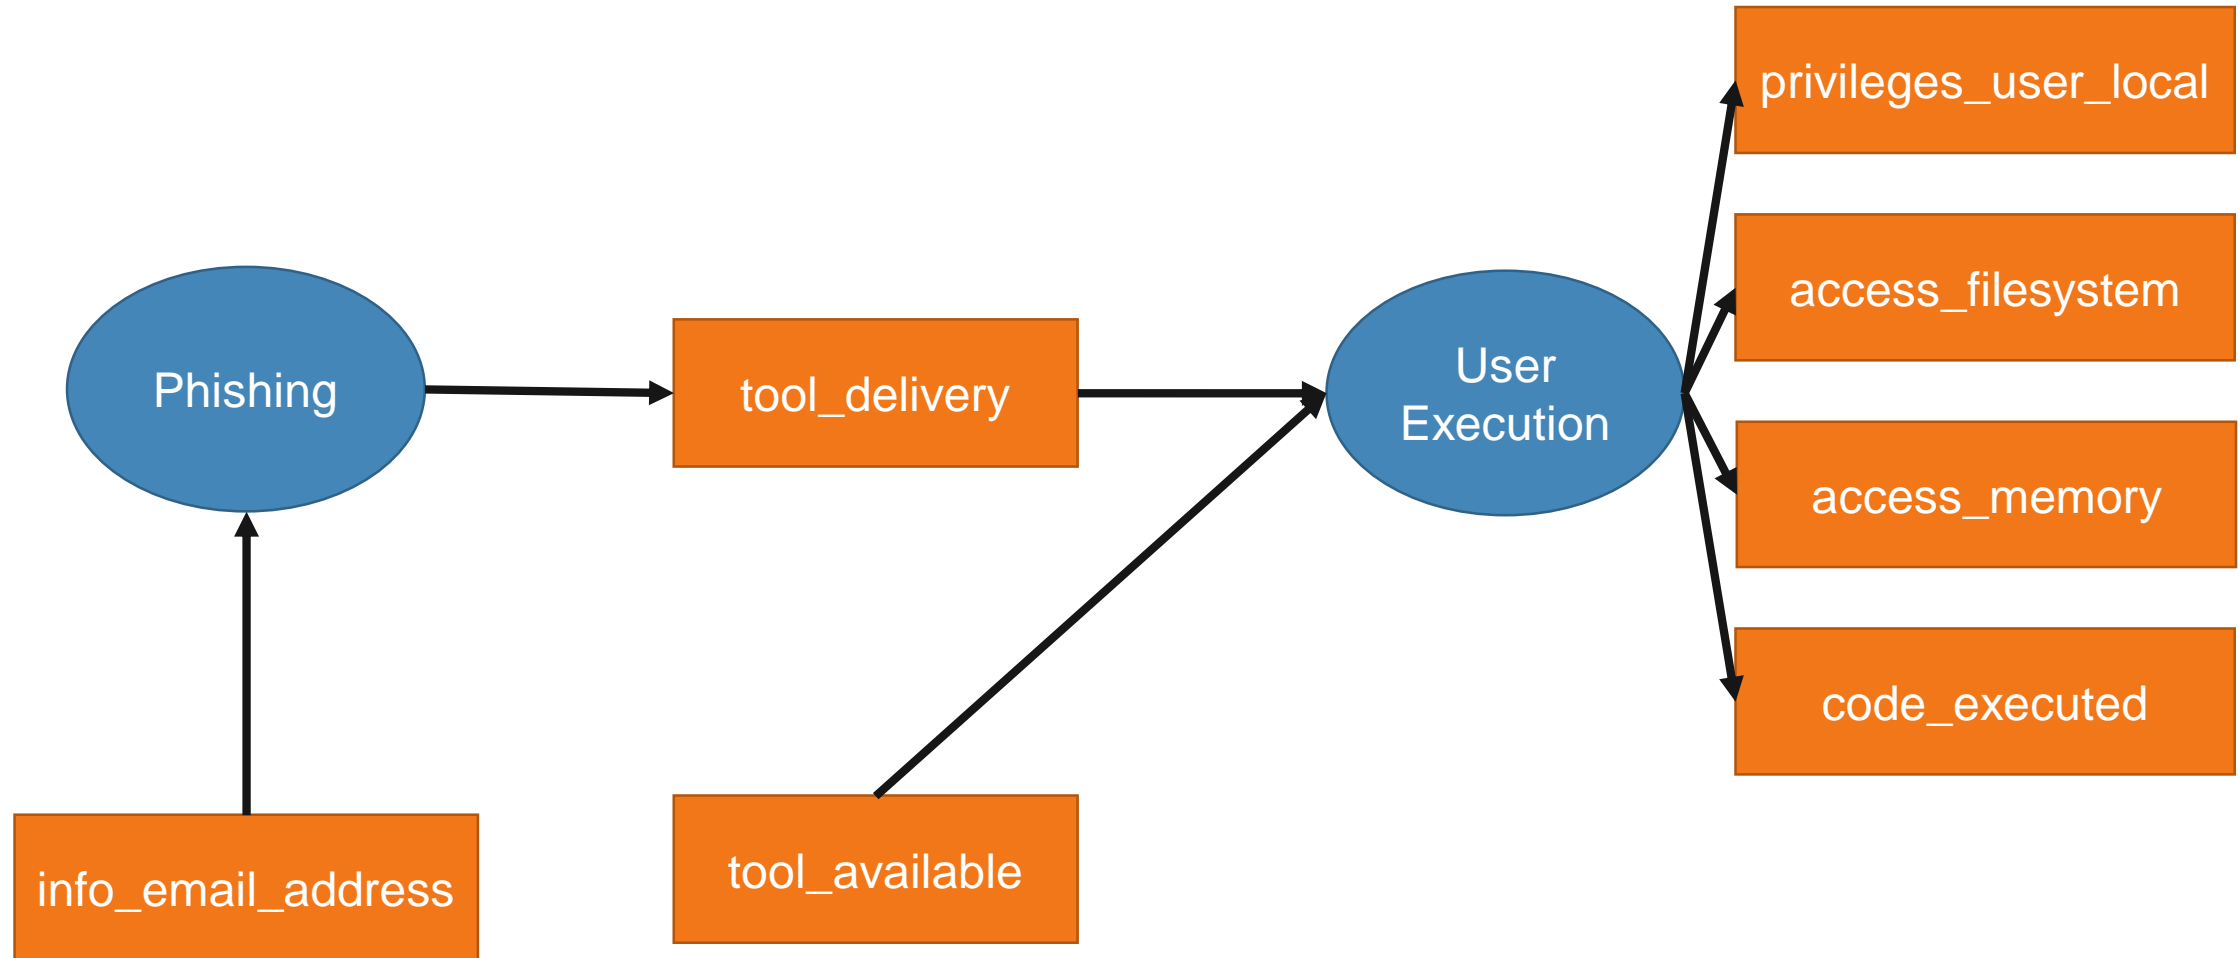 privileges_user_local
access_filesystem
Phishing
tool_delivery
User
Execution
access_memory
code_executed
tool_available
info_email_address